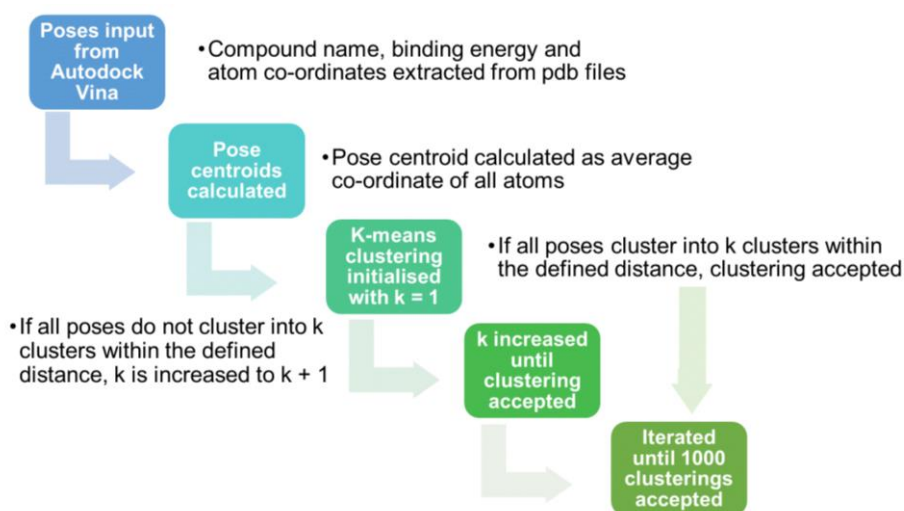 Poses input
from
Autodock
Vina
•Compound name, binding energy and
atom co-ordinates extracted from pdb files
Pose
centroids
calculated
•Pose centroid calculated as average
co-ordinate of all atoms
K-means
clustering
initialised
with k = 1
•If all poses cluster into k clusters within
the defined distance, clustering accepted
•If all poses do not cluster into k
clusters within the defined
distance, k is increased to k + 1
k increased
until
clustering
accepted
Iterated
until 1000
clusterings
accepted